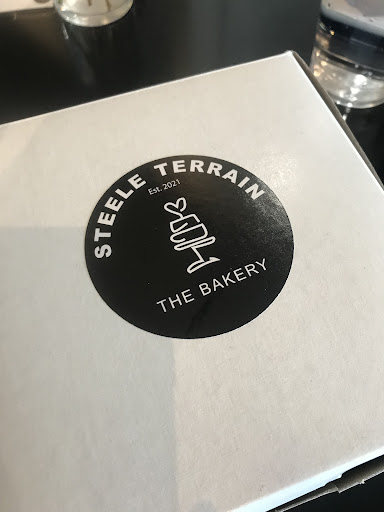 STEELE TERRAIN
Est. 2021
THE BAKERY